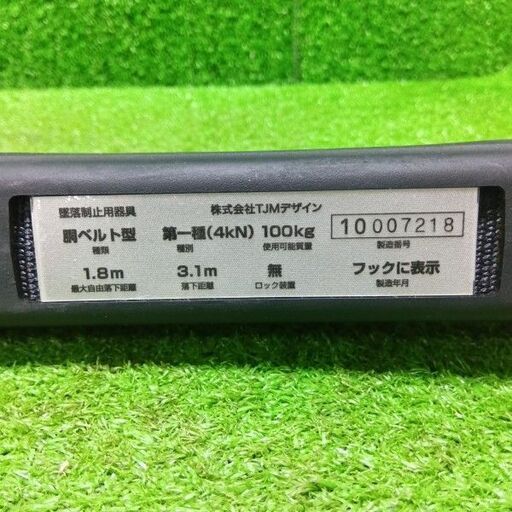 墜落制止用器具 株式会社TJMデザイン
胴ベルト型 第一種(4kN) 100kg 10007218
種類 種別 使用可能質量 製造番号
1.8m 3.1m 無 フックに表示
最大自由落下距離 落下距離 ロック装置 製造年月